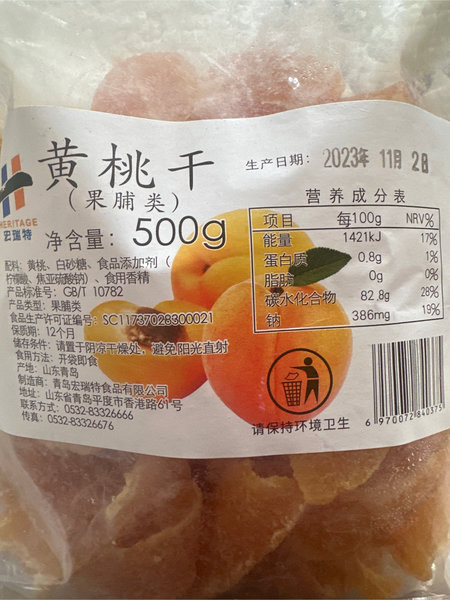 黄桃干
(果脯类)
净含量: 500g
HERITAGE
宏瑞特
生产日期: 2023年 11月 2
营养成分表
项目 每100g NRV%
能量 1421kJ 17%
蛋白质 0.8g 1%
脂肪 0g 0%
碳水化合物 82.8g 28%
钠 386mg 19%
配料: 黄桃、白砂糖、食品添加剂(
柠檬酸、焦亚硫酸钠)、食用香精
产品标准号: GB/T 10782
产品类型: 果脯类
食品生产许可证编号: SC11737028300021
保质期: 12个月
储存条件: 请置于阴凉干燥处, 避免阳光直射
食用方法: 开袋即食
产地: 山东青岛
制造商: 青岛宏瑞特食品有限公司
地址: 山东省青岛平度市香港路61号
联系方式: 0532-83326666
传真: 0532-83326676
请保持环境卫生
6970072840375